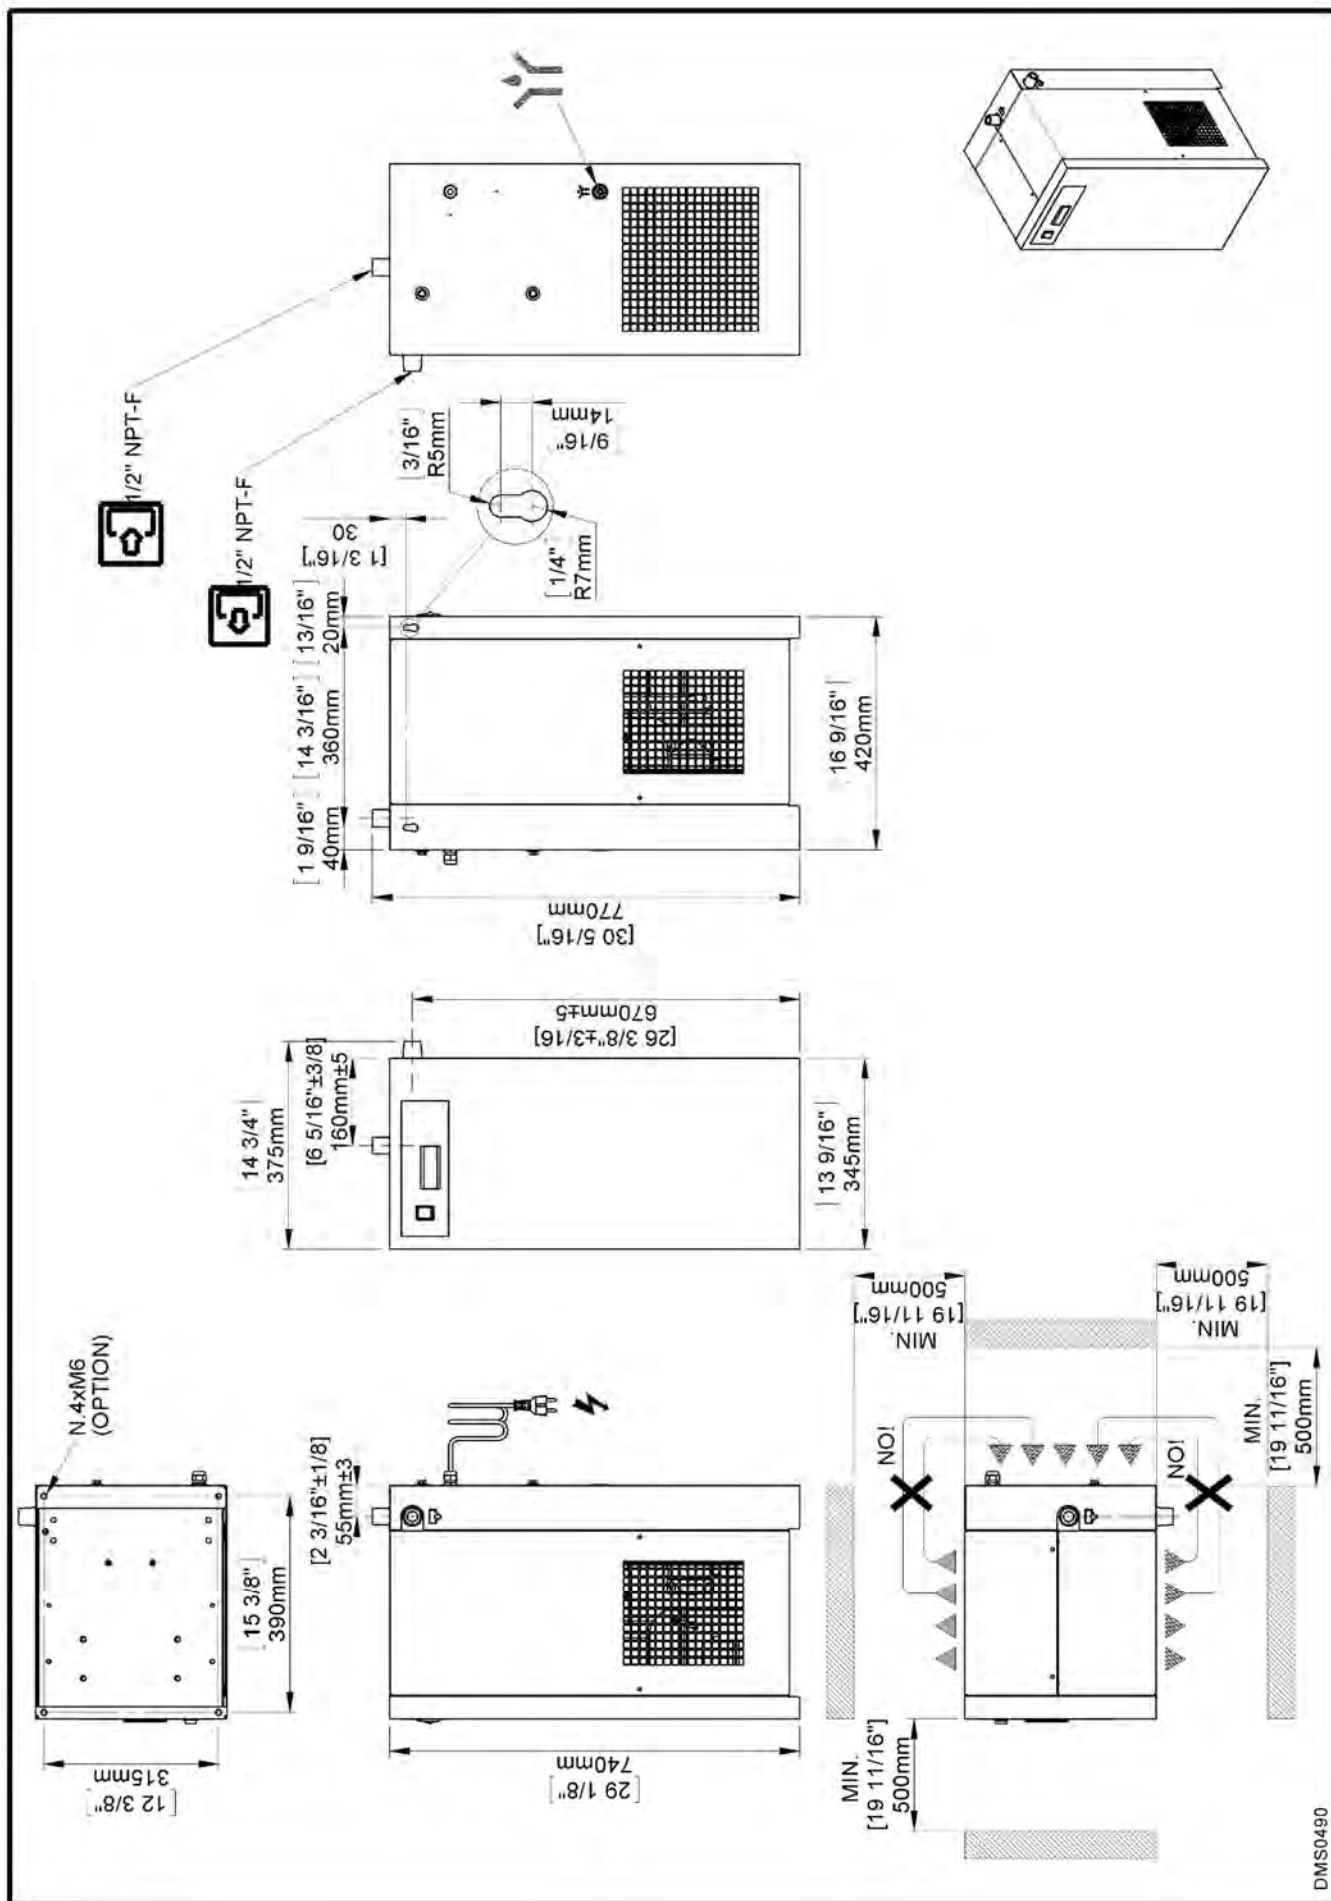 1/2" NPT-F
1/2" NPT-F
[3/16"]
R5mm
[9/16"]
14mm
[1/4"]
R7mm
[1 3/16"]
30
[13/16"]
20mm
[14 3/16"]
360mm
[1 9/16"]
40mm
[30 5/16"]
770mm
[16 9/16"]
420mm
[26 3/8"±3/16]
670mm±5
[6 5/16"±3/8]
160mm±5
[14 3/4"]
375mm
[13 9/16"]
345mm
N.4xM6
(OPTION)
[15 3/8"]
390mm
[12 3/8"]
315mm
[2 3/16"±1/8]
55mm±3
[29 1/8"]
740mm
MIN.
[19 11/16"]
500mm
MIN.
[19 11/16"]
500mm
MIN.
[19 11/16"]
500mm
MIN.
[19 11/16"]
500mm
NO!
NO!
DMS0490